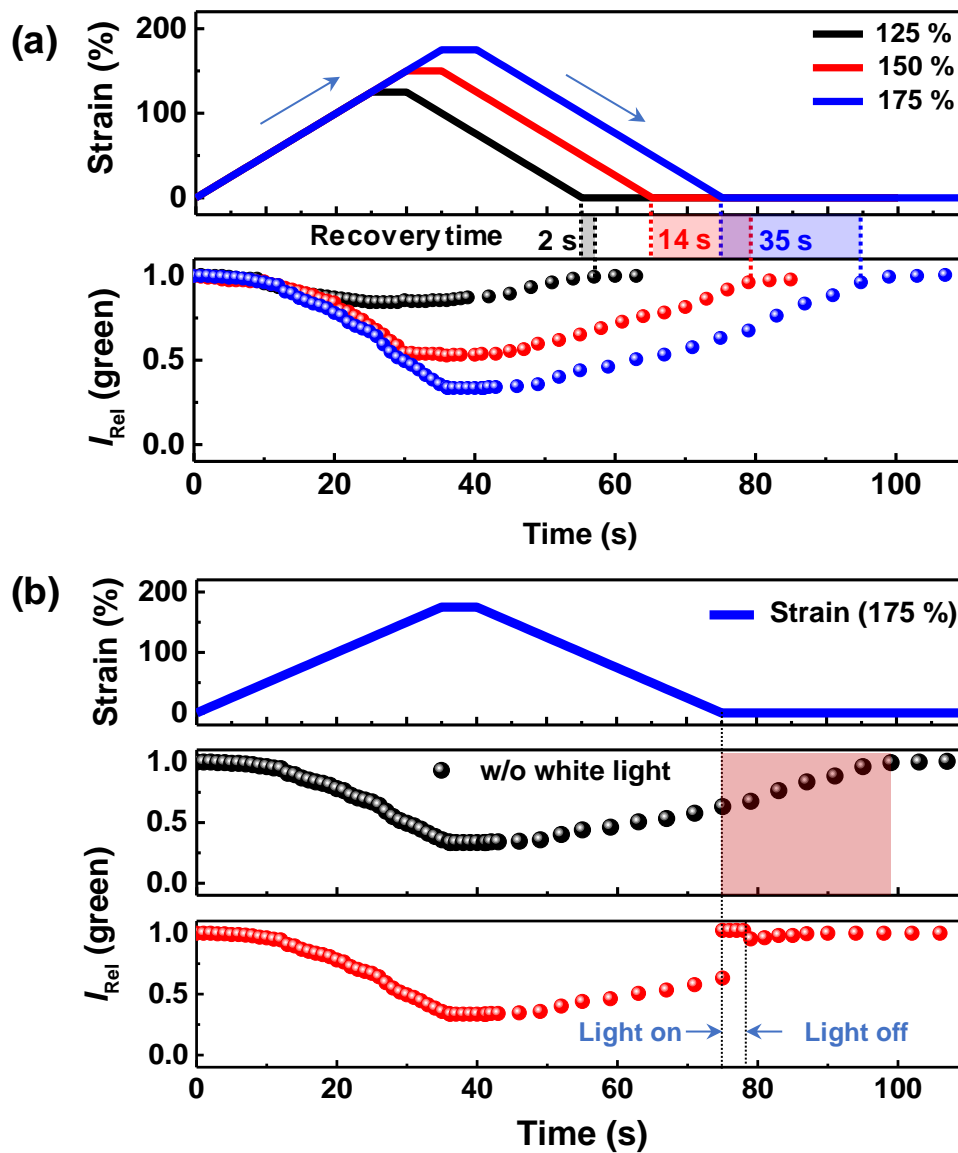 (a)
Strain (%)
200
100
0
125 %
150 %
175 %
Recovery time
2 s
14 s
35 s
I Rel (green)
1.0
0.5
0.0
0 20 40 60 80 100
Time (s)
(b)
Strain (%)
200
100
0
Strain (175 %)
I Rel (green)
1.0
0.5
0.0
w/o white light
1.0
0.5
0.0
Light on
Light off
0 20 40 60 80 100
Time (s)